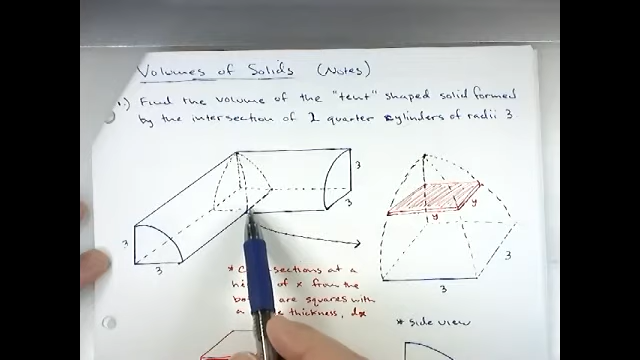 Volumes of Solids (Notes)
1.) Find the volume of the "tent" shaped solid formed
by the intersection of 2 quarter cylinders of radii 3.
3
3
3
3
y
y
3
3
* Cross-sections at a
of x from the
are squares with
a thickness, dx
* side view